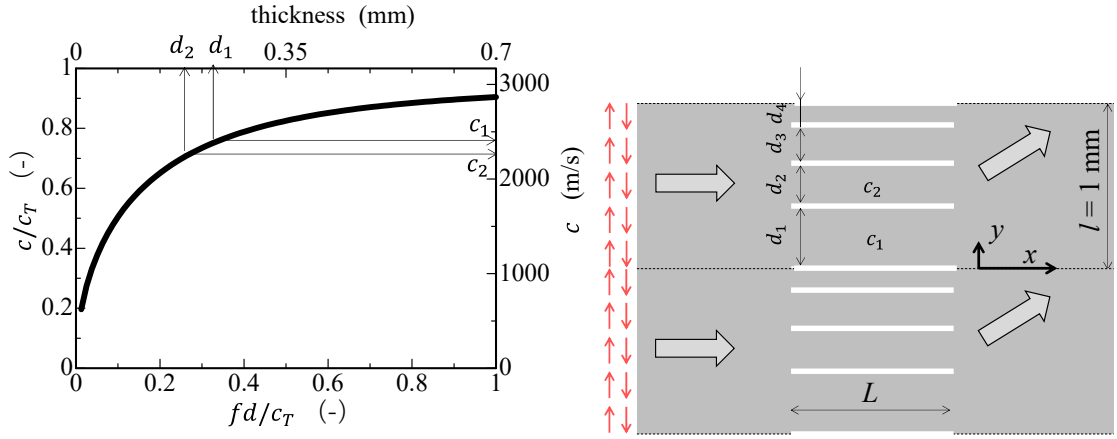 thickness (mm)
0 0.35 0.7
d₂ d₁
1 0.8 0.6 0.4 0.2 0
c/c_T (-)
3000 2000 1000 0
c (m/s)
c₁
c₂
0 0.2 0.4 0.6 0.8 1
fd/c_T (-)
d₄
d₃
d₂
d₁
c₂
c₁
l = 1 mm
y
x
L